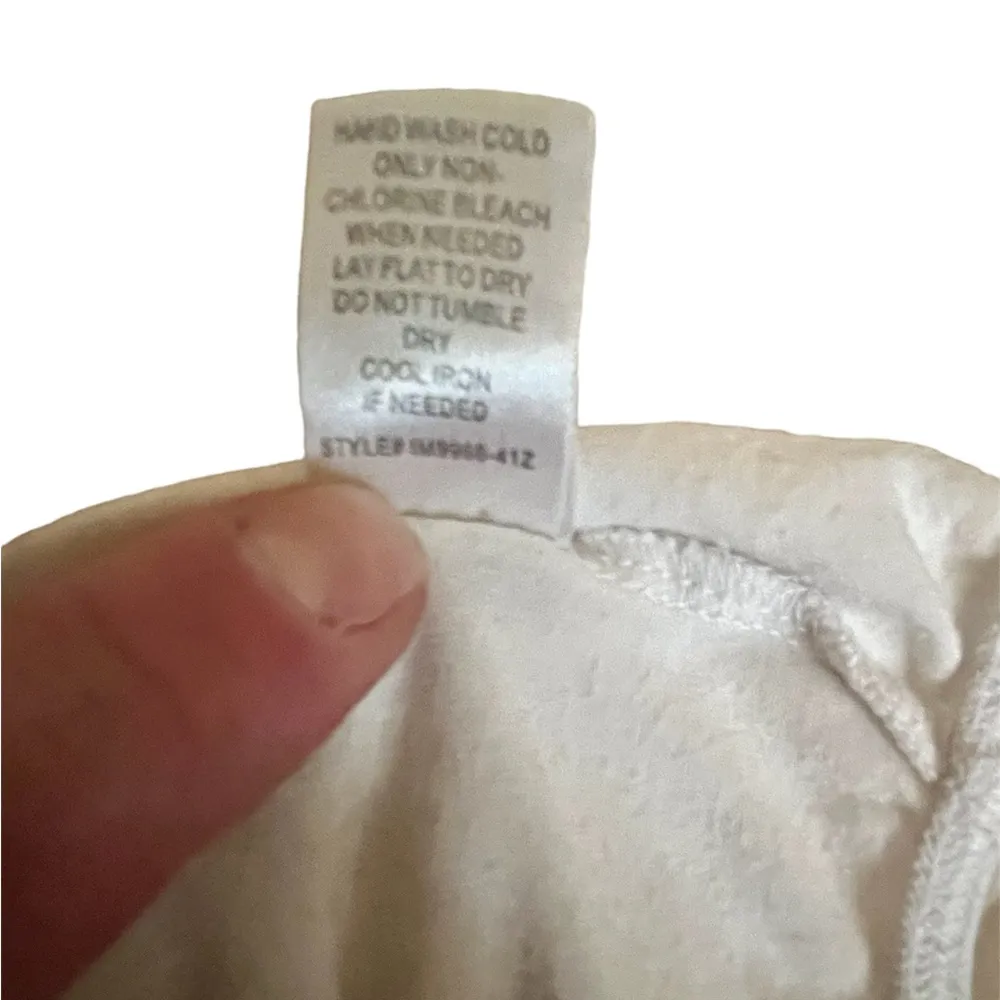 HAND WASH COLD
ONLY NON-
CHLORINE BLEACH
WHEN NEEDED
LAY FLAT TO DRY
DO NOT TUMBLE
DRY
COOL IRON
IF NEEDED
STYLE#